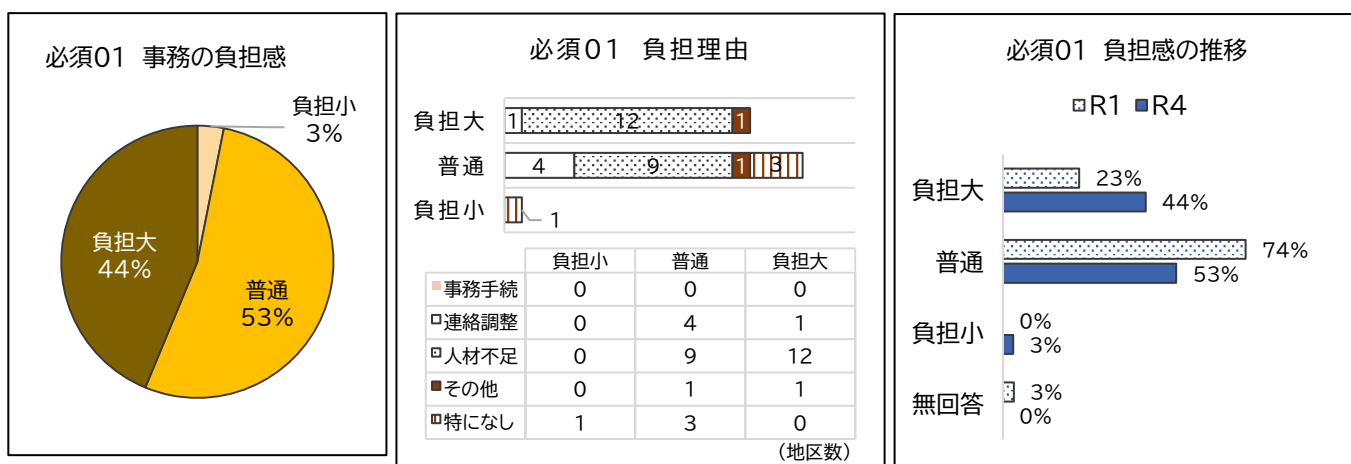 必須01 事務の負担感
負担小
3%
負担大
44%
普通
53%
必須01 負担理由
負担大 1 12 1
普通 4 9 1 3
負担小 1
負担小 普通 負担大
事務手続 0 0 0
連絡調整 0 4 1
人材不足 0 9 12
その他 0 1 1
特になし 1 3 0
(地区数)
必須01 負担感の推移
R1 R4
負担大 23%
44%
普通 74%
53%
負担小 0%
3%
無回答 3%
0%